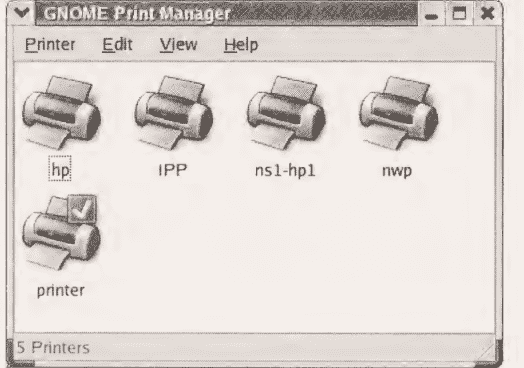 GNOME Print Manager
Printer Edit View Help
hp IPP ns1-hp1 nwp
printer
5 Printers